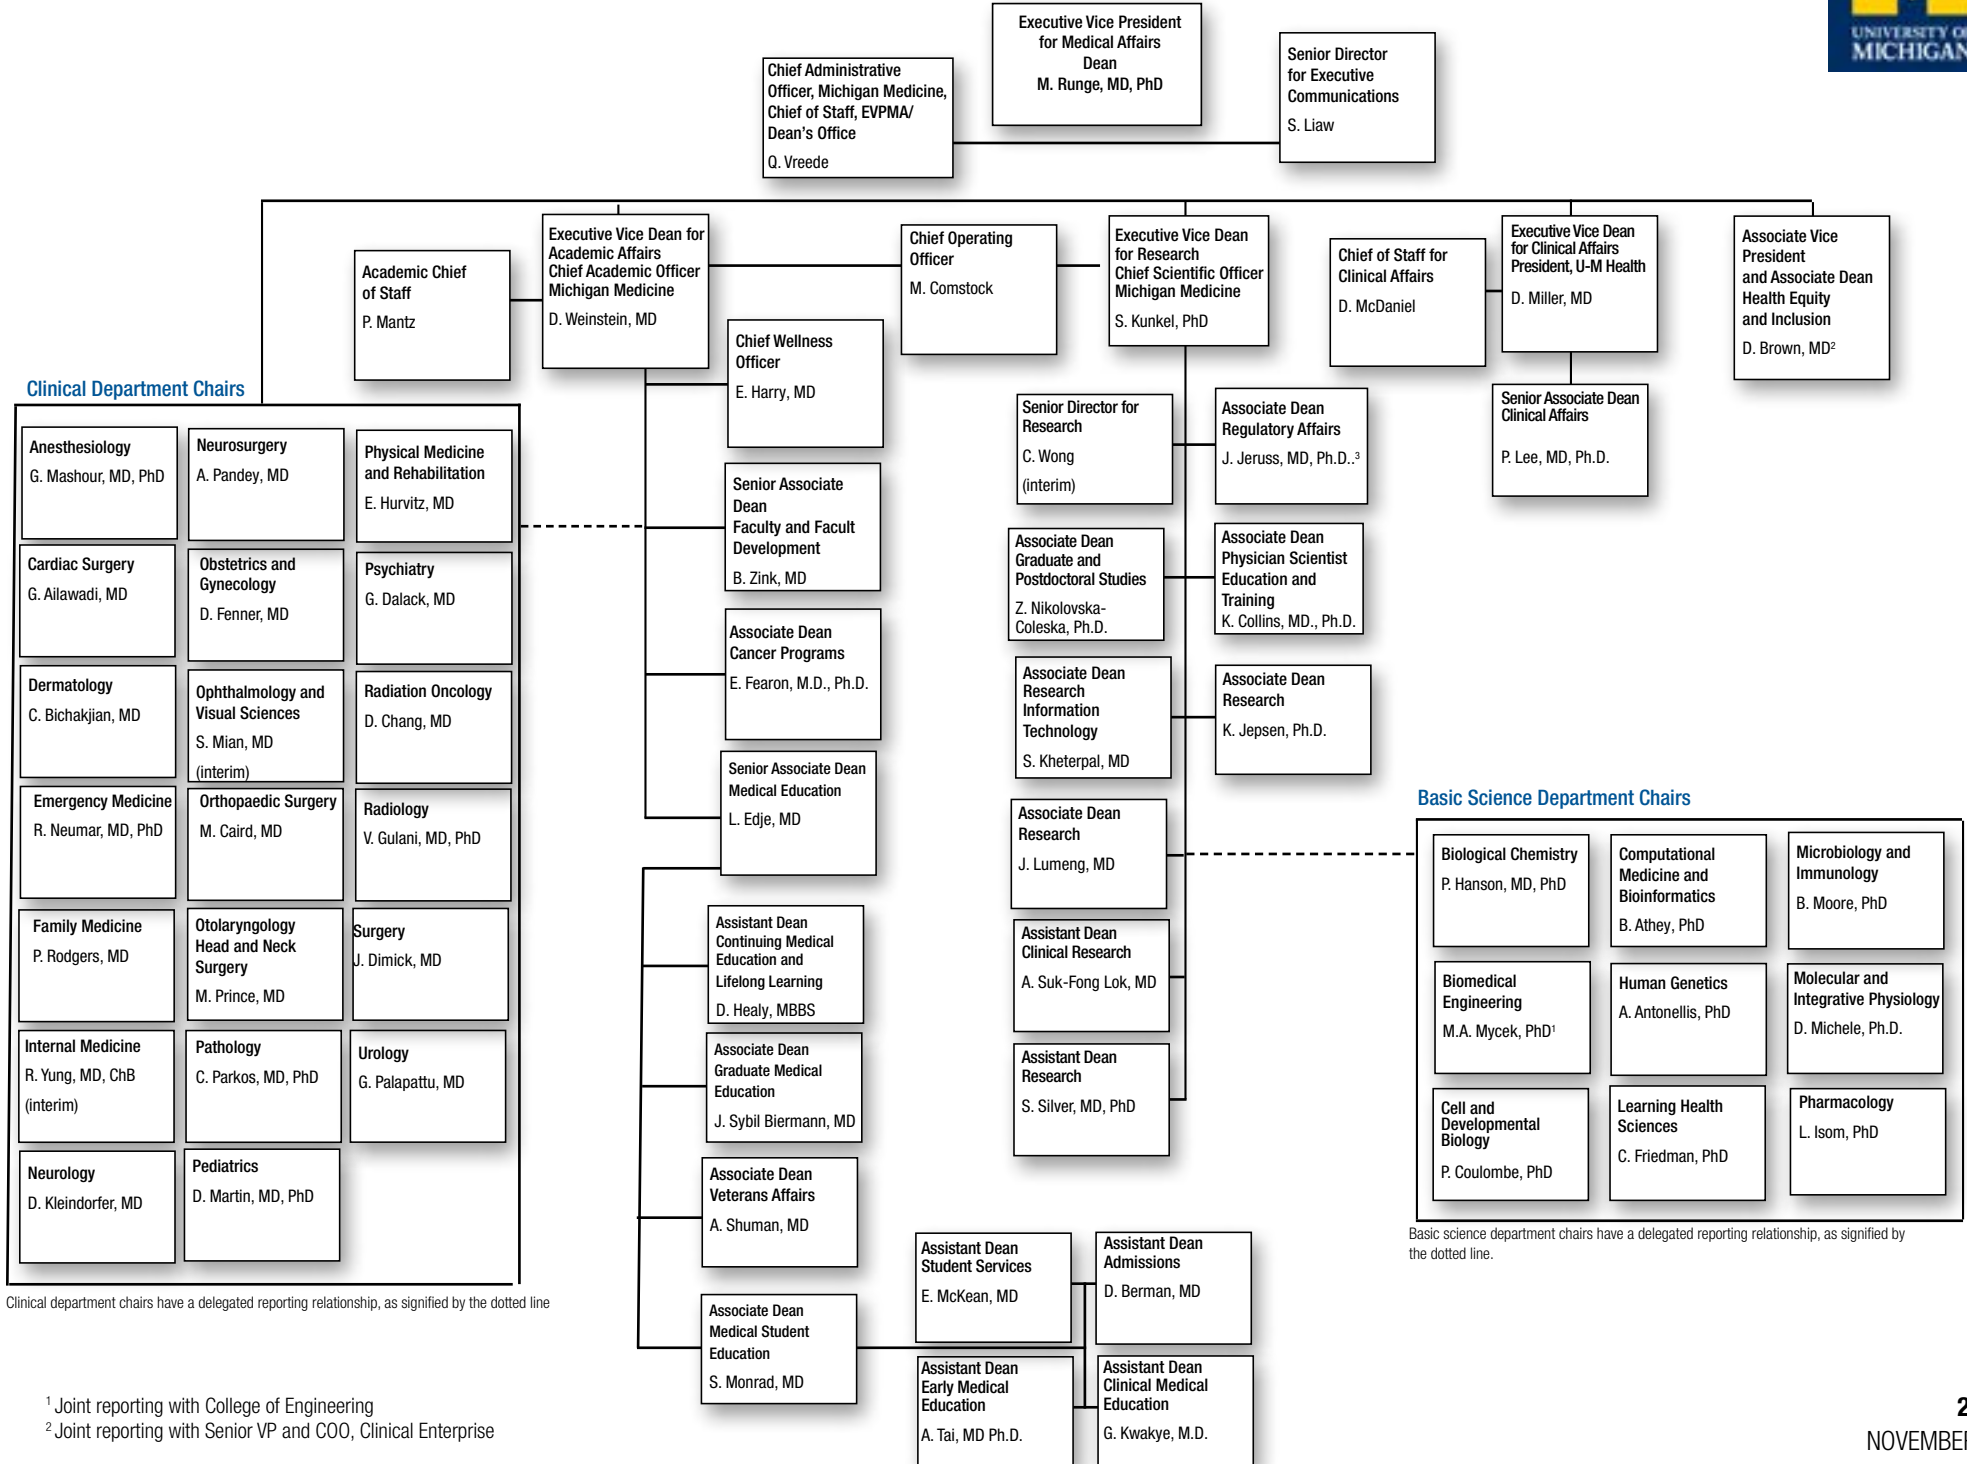 UNIVERSITY O
MICHIGAN
Executive Vice President
for Medical Affairs
Dean
M. Runge, MD, PhD
Chief Administrative
Officer, Michigan Medicine,
Chief of Staff, EVPMA/
Dean's Office
Q. Vreede
Senior Director
for Executive
Communications
S. Liaw
Academic Chief
of Staff
P. Mantz
Executive Vice Dean for
Academic Affairs
Chief Academic Officer
Michigan Medicine
D. Weinstein, MD
Chief Operating
Officer
M. Comstock
Executive Vice Dean
for Research
Chief Scientific Officer
Michigan Medicine
S. Kunkel, PhD
Chief of Staff for
Clinical Affairs
D. McDaniel
Executive Vice Dean
for Clinical Affairs
President, U-M Health
D. Miller, MD
Associate Vice
President
and Associate Dean
Health Equity
and Inclusion
D. Brown, MD²
Senior Associate Dean
Clinical Affairs
P. Lee, MD, Ph.D.
Clinical Department Chairs
Anesthesiology
G. Mashour, MD, PhD
Neurosurgery
A. Pandey, MD
Physical Medicine
and Rehabilitation
E. Hurvitz, MD
Cardiac Surgery
G. Ailawadi, MD
Obstetrics and
Gynecology
D. Fenner, MD
Psychiatry
G. Dalack, MD
Dermatology
C. Bichakjian, MD
Ophthalmology and
Visual Sciences
S. Mian, MD
(interim)
Radiation Oncology
D. Chang, MD
Emergency Medicine
R. Neumar, MD, PhD
Orthopaedic Surgery
M. Caird, MD
Radiology
V. Gulani, MD, PhD
Family Medicine
P. Rodgers, MD
Otolaryngology
Head and Neck
Surgery
M. Prince, MD
Surgery
J. Dimick, MD
Internal Medicine
R. Yung, MD, ChB
(interim)
Pathology
C. Parkos, MD, PhD
Urology
G. Palapattu, MD
Neurology
D. Kleindorfer, MD
Pediatrics
D. Martin, MD, PhD
Clinical department chairs have a delegated reporting relationship, as signified by the dotted line
Chief Wellness
Officer
E. Harry, MD
Senior Associate
Dean
Faculty and Facult
Development
B. Zink, MD
Associate Dean
Cancer Programs
E. Fearon, M.D., Ph.D.
Senior Associate Dean
Medical Education
L. Edje, MD
Assistant Dean
Continuing Medical
Education and
Lifelong Learning
D. Healy, MBBS
Associate Dean
Graduate Medical
Education
J. Sybil Biermann, MD
Associate Dean
Veterans Affairs
A. Shuman, MD
Associate Dean
Medical Student
Education
S. Monrad, MD
Assistant Dean
Student Services
E. McKean, MD
Assistant Dean
Admissions
D. Berman, MD
Assistant Dean
Early Medical
Education
A. Tai, MD Ph.D.
Assistant Dean
Clinical Medical
Education
G. Kwakye, M.D.
Senior Director for
Research
C. Wong
(interim)
Associate Dean
Regulatory Affairs
J. Jeruss, MD, Ph.D..³
Associate Dean
Graduate and
Postdoctoral Studies
Z. Nikolovska-
Coleska, Ph.D.
Associate Dean
Physician Scientist
Education and
Training
K. Collins, MD., Ph.D.
Associate Dean
Research
Information
Technology
S. Kheterpal, MD
Associate Dean
Research
K. Jepsen, Ph.D.
Associate Dean
Research
J. Lumeng, MD
Assistant Dean
Clinical Research
A. Suk-Fong Lok, MD
Assistant Dean
Research
S. Silver, MD, PhD
Basic Science Department Chairs
Biological Chemistry
P. Hanson, MD, PhD
Computational
Medicine and
Bioinformatics
B. Athey, PhD
Microbiology and
Immunology
B. Moore, PhD
Biomedical
Engineering
M.A. Mycek, PhD¹
Human Genetics
A. Antonellis, PhD
Molecular and
Integrative Physiology
D. Michele, Ph.D.
Cell and
Developmental
Biology
P. Coulombe, PhD
Learning Health
Sciences
C. Friedman, PhD
Pharmacology
L. Isom, PhD
Basic science department chairs have a delegated reporting relationship, as signified by
the dotted line.
¹ Joint reporting with College of Engineering
² Joint reporting with Senior VP and COO, Clinical Enterprise
2
NOVEMBER